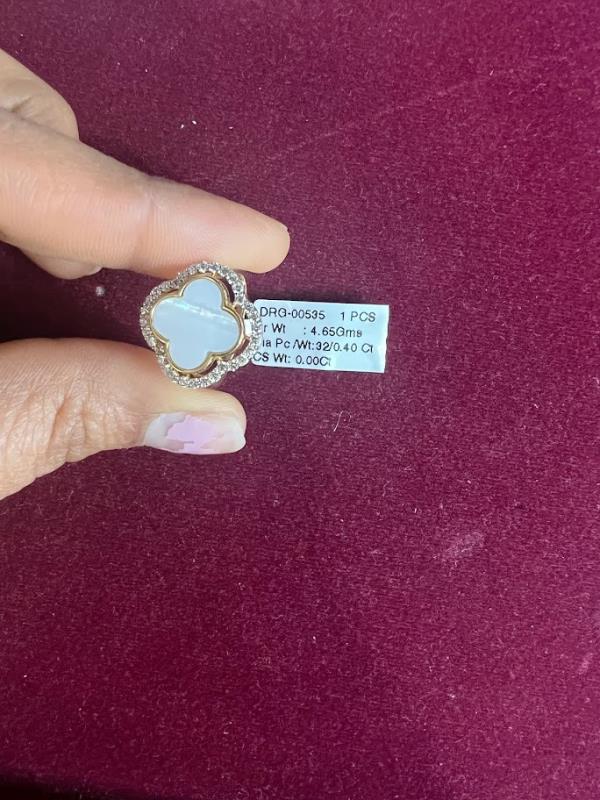 DRG-00535 1 PCS
r Wt : 4.65Gms
ia Pc /Wt:32/0.40 Ct
CS Wt: 0.00Ct